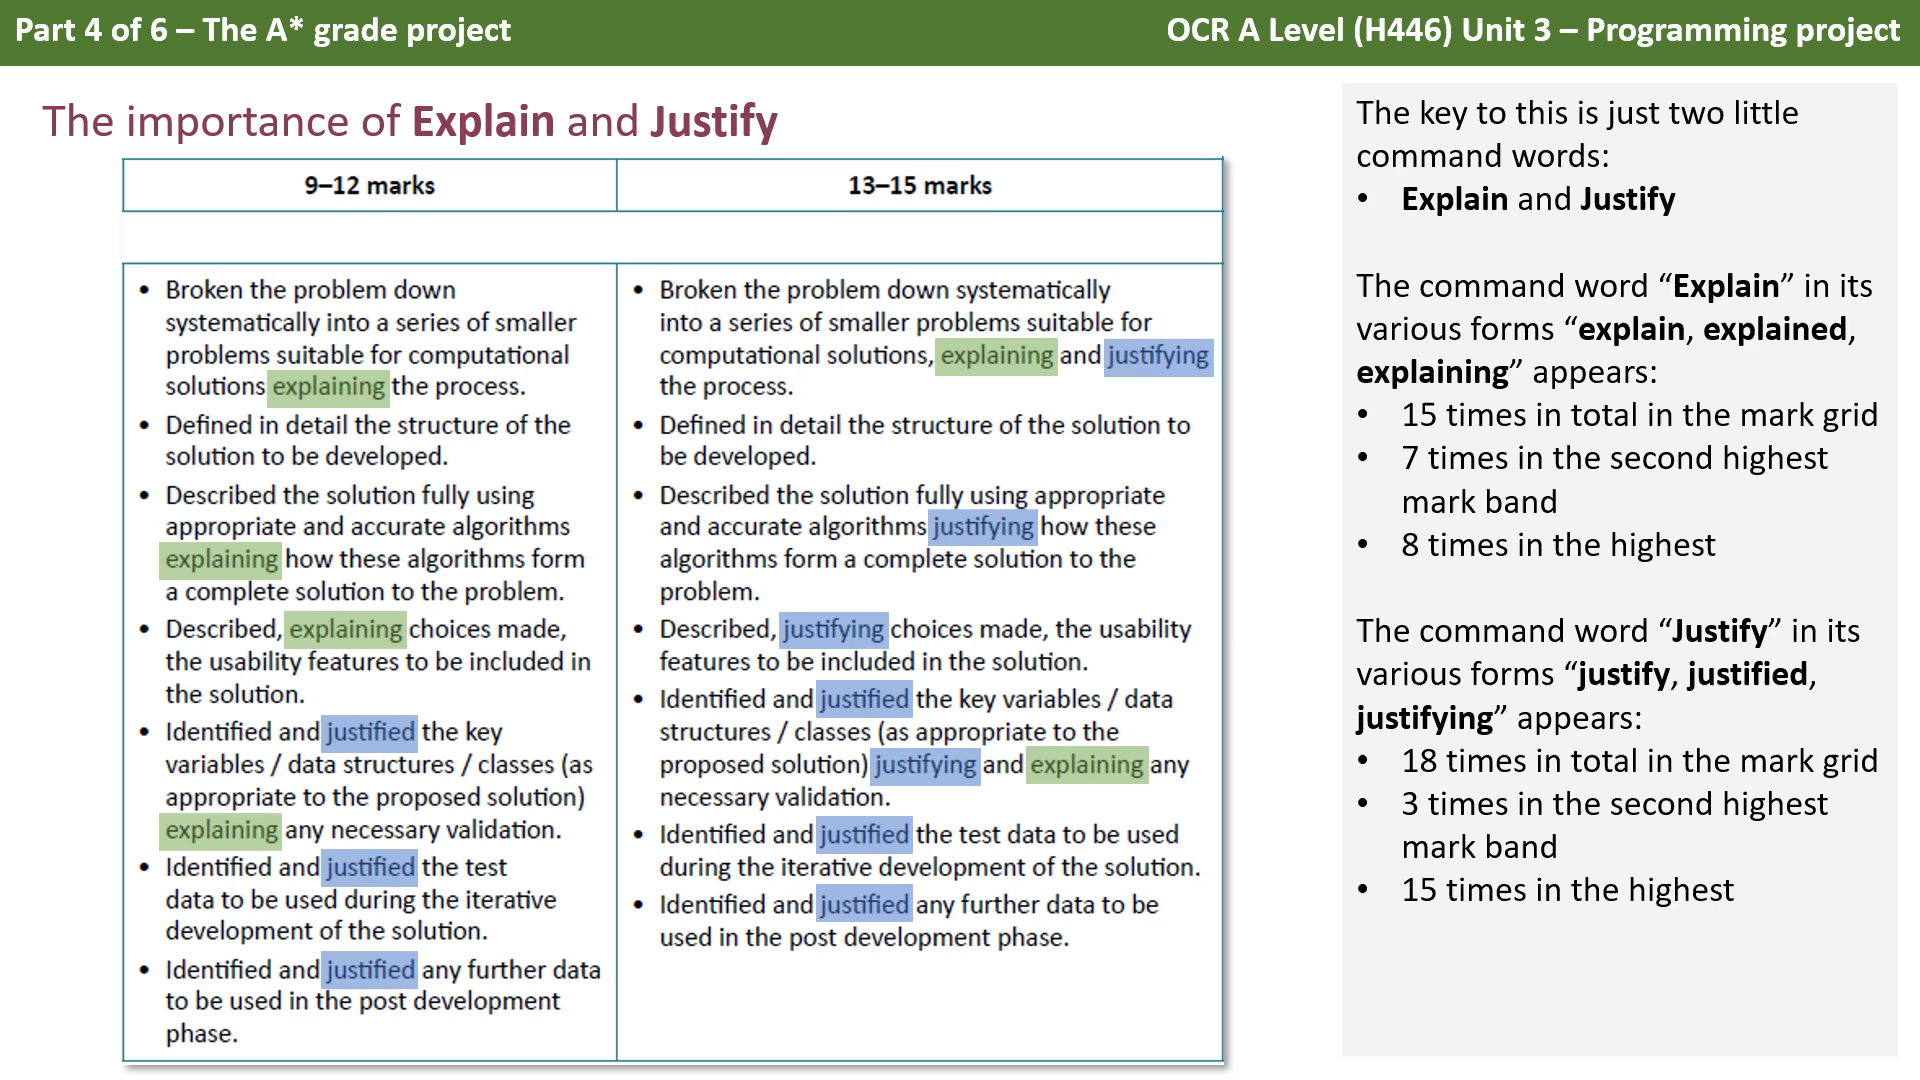 Part 4 of 6 – The A* grade project
OCR A Level (H446) Unit 3 – Programming project
The importance of Explain and Justify
9–12 marks
13–15 marks
• Broken the problem down
systematically into a series of smaller
problems suitable for computational
solutions explaining the process.
• Defined in detail the structure of the
solution to be developed.
• Described the solution fully using
appropriate and accurate algorithms
explaining how these algorithms form
a complete solution to the problem.
• Described, explaining choices made,
the usability features to be included in
the solution.
• Identified and justified the key
variables / data structures / classes (as
appropriate to the proposed solution)
explaining any necessary validation.
• Identified and justified the test
data to be used during the iterative
development of the solution.
• Identified and justified any further data
to be used in the post development
phase.
• Broken the problem down systematically
into a series of smaller problems suitable for
computational solutions, explaining and justifying
the process.
• Defined in detail the structure of the solution to
be developed.
• Described the solution fully using appropriate
and accurate algorithms justifying how these
algorithms form a complete solution to the
problem.
• Described, justifying choices made, the usability
features to be included in the solution.
• Identified and justified the key variables / data
structures / classes (as appropriate to the
proposed solution) justifying and explaining any
necessary validation.
• Identified and justified the test data to be used
during the iterative development of the solution.
• Identified and justified any further data to be
used in the post development phase.
The key to this is just two little
command words:
• Explain and Justify
The command word “Explain” in its
various forms “explain, explained,
explaining” appears:
• 15 times in total in the mark grid
• 7 times in the second highest
mark band
• 8 times in the highest
The command word “Justify” in its
various forms “justify, justified,
justifying” appears:
• 18 times in total in the mark grid
• 3 times in the second highest
mark band
• 15 times in the highest